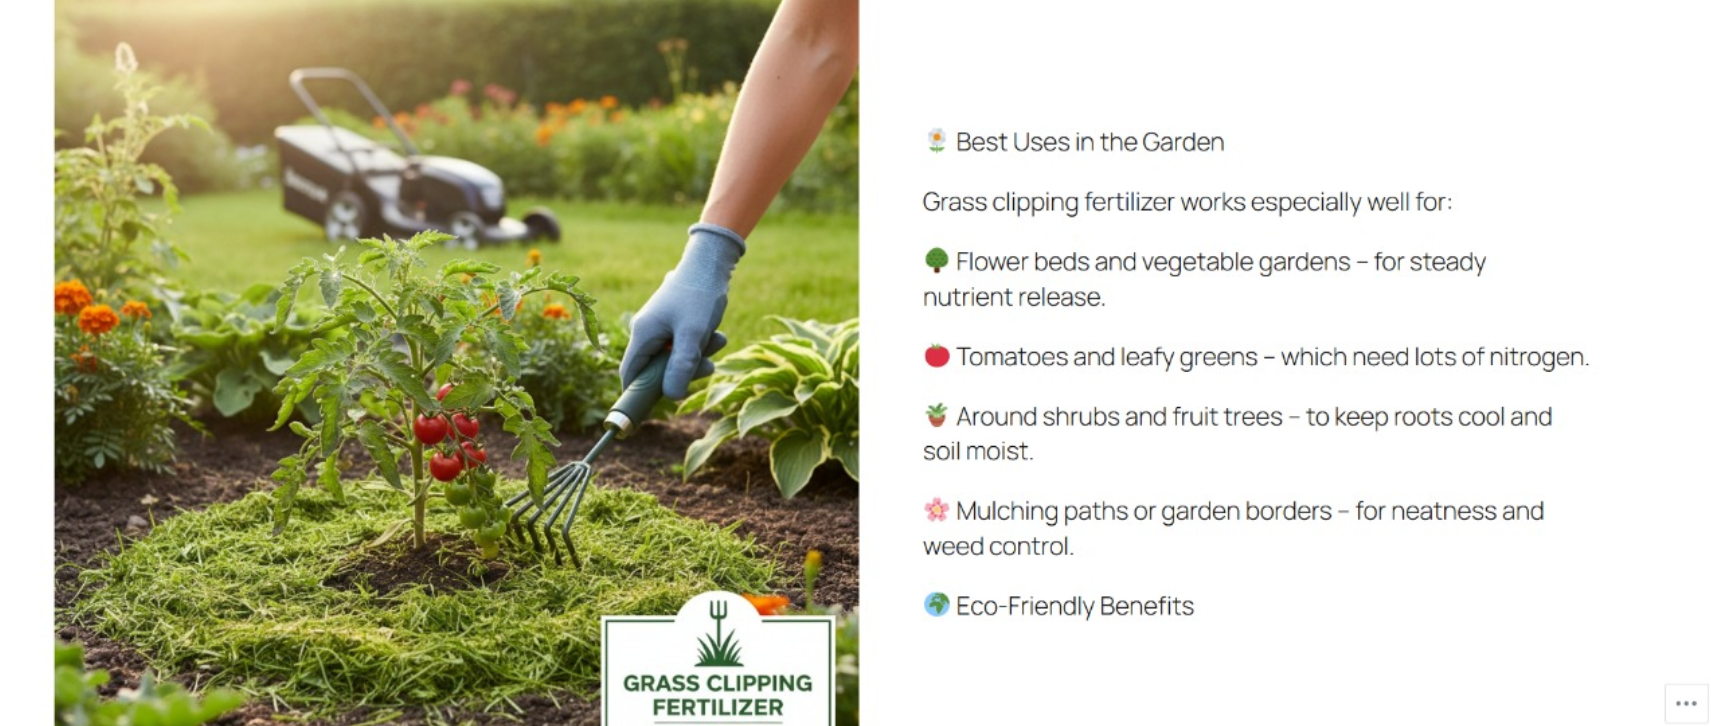 🌼 Best Uses in the Garden
Grass clipping fertilizer works especially well for:
🌳 Flower beds and vegetable gardens – for steady
nutrient release.
🍅 Tomatoes and leafy greens – which need lots of nitrogen.
🪴 Around shrubs and fruit trees – to keep roots cool and
soil moist.
🌸 Mulching paths or garden borders – for neatness and
weed control.
🌍 Eco-Friendly Benefits
GRASS CLIPPING
FERTILIZER